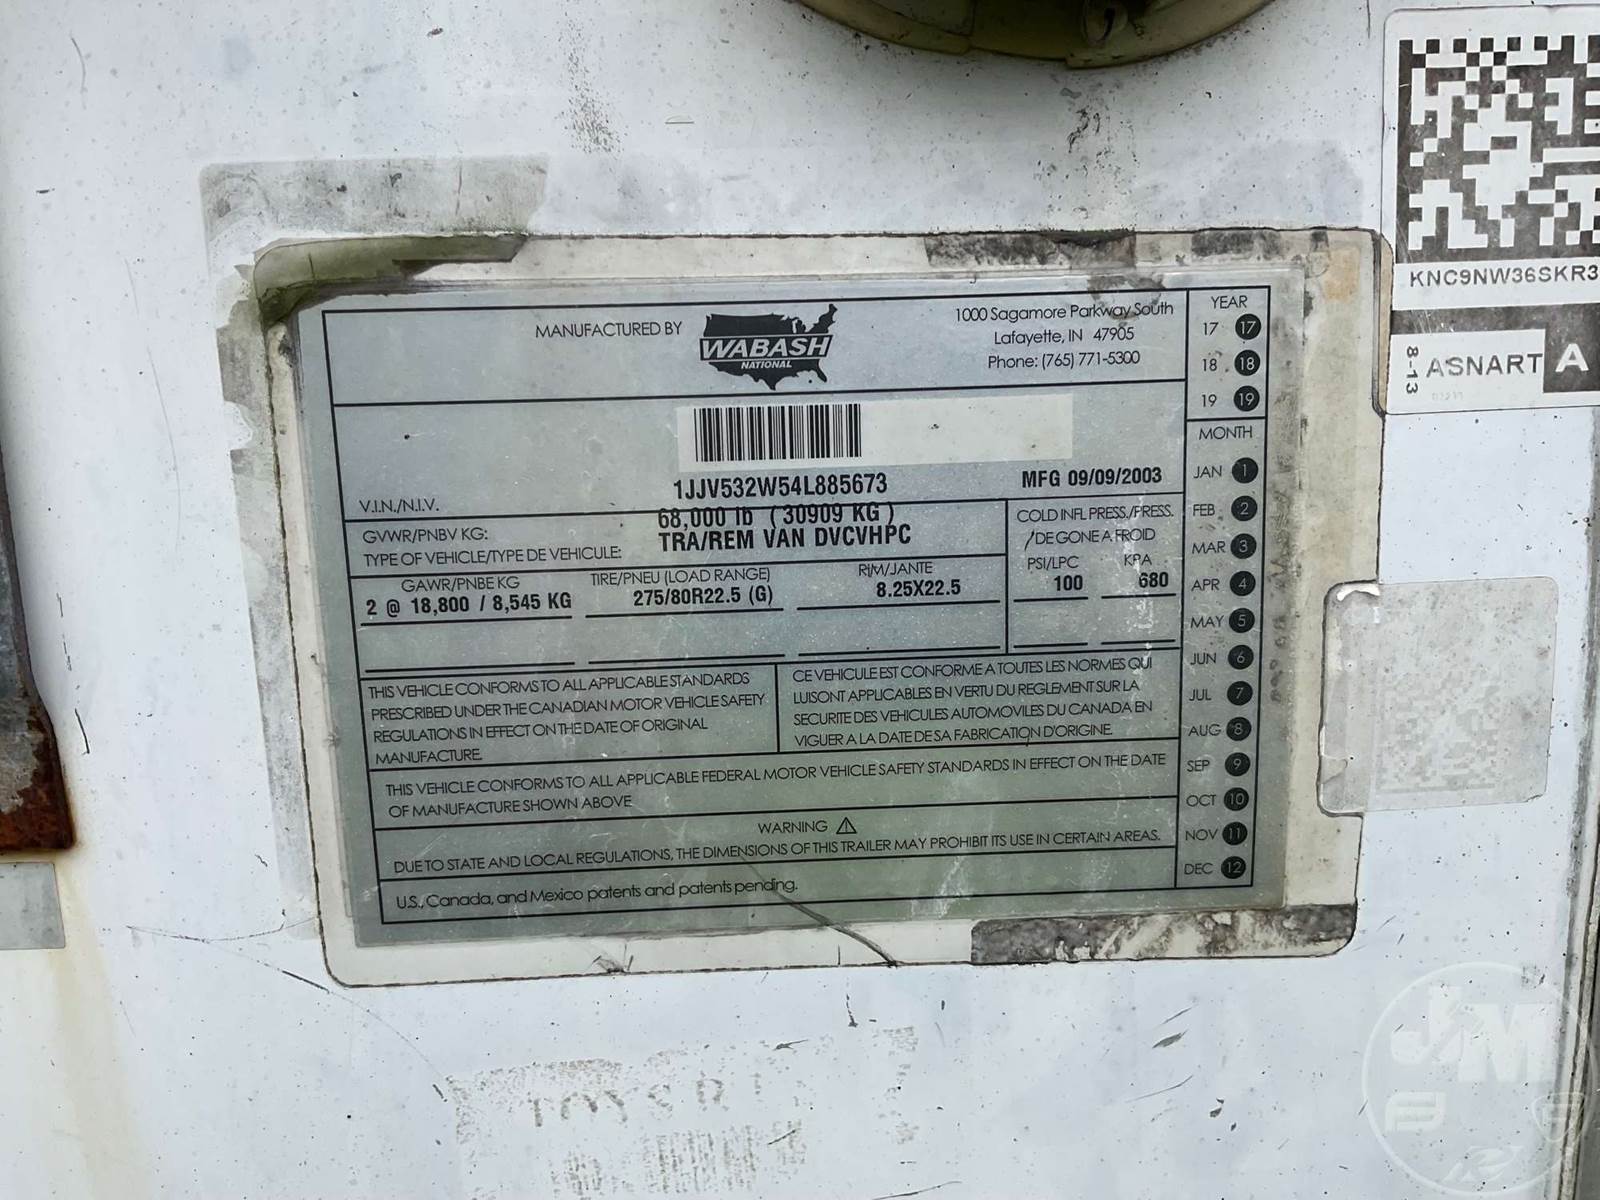 MANUFACTURED BY
WABASH
NATIONAL
1000 Sagamore Parkway South
Lafayette, IN 47905
Phone: (765) 771-5300
YEAR
17 17
18 18
19 19
MONTH
JAN 1
FEB 2
MAR 3
APR 4
MAY 5
JUN 6
JUL 7
AUG 8
SEP 9
OCT 10
NOV 11
DEC 12
V.I.N./N.I.V. 1JJV532W54L885673 MFG 09/09/2003
GVWR/PNBV KG: 68,000 lb ( 30909 KG )
TYPE OF VEHICLE/TYPE DE VEHICULE: TRA/REM VAN DVCVHPC
COLD INFL PRESS./PRESS.
/DE GONE A FROID
GAWR/PNBE KG TIRE/PNEU (LOAD RANGE) RIM/JANTE PSI/LPC KPA
2 @ 18,800 / 8,545 KG 275/80R22.5 (G) 8.25X22.5 100 680
THIS VEHICLE CONFORMS TO ALL APPLICABLE STANDARDS
PRESCRIBED UNDER THE CANADIAN MOTOR VEHICLE SAFETY
REGULATIONS IN EFFECT ON THE DATE OF ORIGINAL
MANUFACTURE.
CE VEHICULE EST CONFORME A TOUTES LES NORMES QUI
LUISONT APPLICABLES EN VERTU DU REGLEMENT SUR LA
SECURITE DES VEHICULES AUTOMOVILES DU CANADA EN
VIGUER A LA DATE DE SA FABRICATION D'ORIGINE.
THIS VEHICLE CONFORMS TO ALL APPLICABLE FEDERAL MOTOR VEHICLE SAFETY STANDARDS IN EFFECT ON THE DATE
OF MANUFACTURE SHOWN ABOVE
WARNING
DUE TO STATE AND LOCAL REGULATIONS, THE DIMENSIONS OF THIS TRAILER MAY PROHIBIT ITS USE IN CERTAIN AREAS.
U.S., Canada, and Mexico patents and patents pending.
KNC9NW36SKR3
8-13 ASNART A
J&M